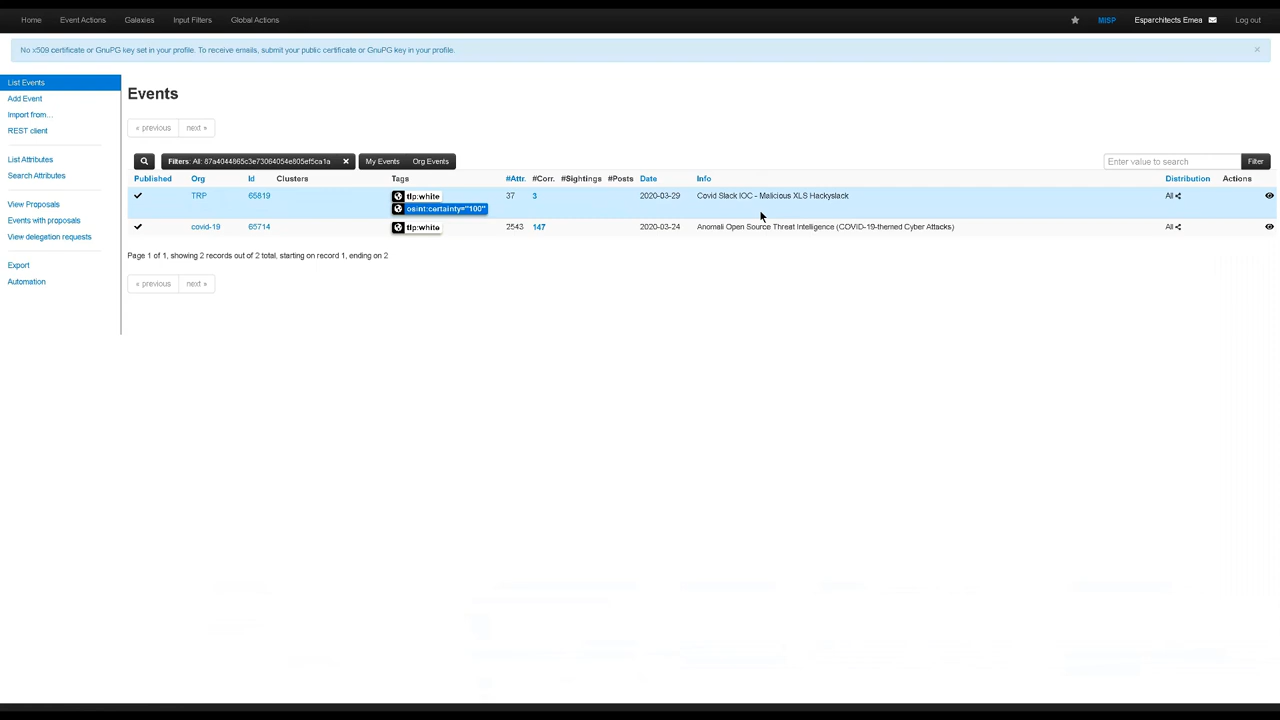 Home Event Actions Galaxies Input Filters Global Actions MISP Esparchitects Emea Log out
No x509 certificate or GnuPG key set in your profile. To receive emails, submit your public certificate or GnuPG key in your profile. ×
List Events
Add Event
Import from...
REST client
List Attributes
Search Attributes
View Proposals
Events with proposals
View delegation requests
Export
Automation
Events
« previous next »
Filters: All: 87a4044865c3e73064054e805ef5ca1a × My Events Org Events Enter value to search Filter
Published Org Id Clusters Tags #Attr. #Corr. #Sightings #Posts Date Info Distribution Actions
TRP 65819 tlp:white 37 3 2020-03-29 Covid Slack IOC - Malicious XLS Hackyslack All
osint:certainty="100"
covid-19 65714 tlp:white 2543 147 2020-03-24 Anomali Open Source Threat Intelligence (COVID-19-themed Cyber Attacks) All
Page 1 of 1, showing 2 records out of 2 total, starting on record 1, ending on 2
« previous next »